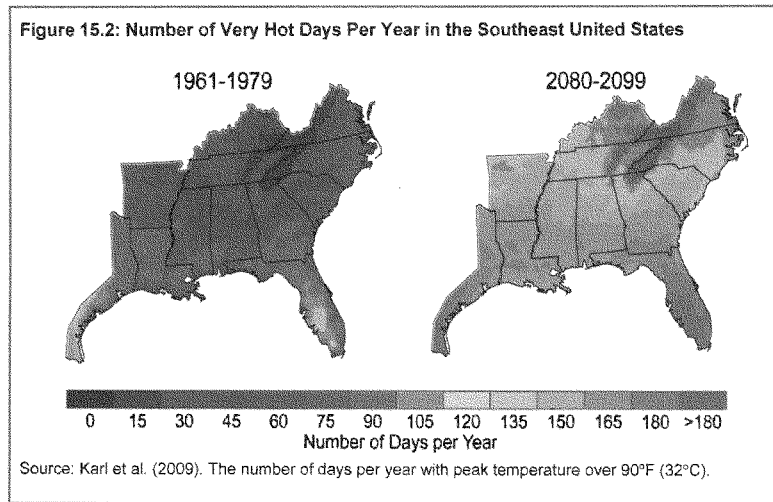 Figure 15.2: Number of Very Hot Days Per Year in the Southeast United States
1961-1979 2080-2099
0 15 30 45 60 75 90 105 120 135 150 165 180 >180
Number of Days per Year
Source: Karl et al. (2009). The number of days per year with peak temperature over 90°F (32°C).